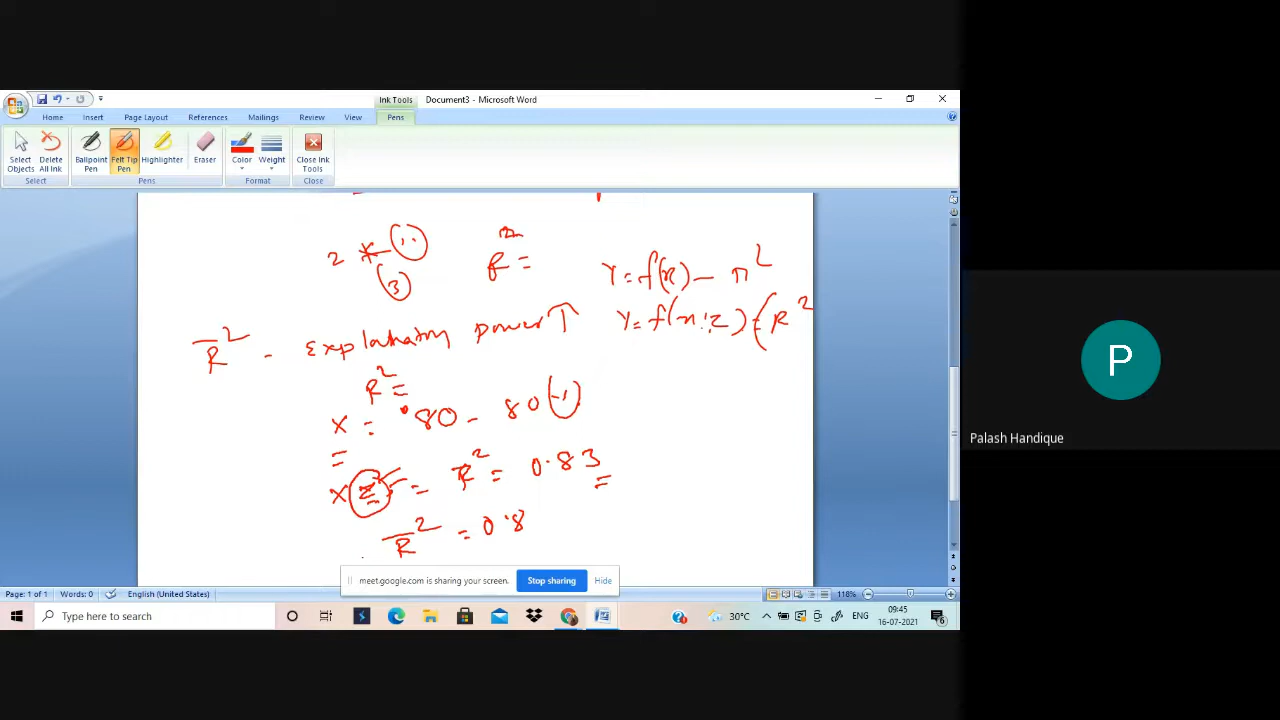 Ink Tools Document3 - Microsoft Word
Home Insert Page Layout References Mailings Review View Pens
Select Objects Delete All Ink Ballpoint Pen Felt Tip Pen Highlighter Eraser Color Weight Close Ink Tools
Select Pens Format Close
2
3
Y = f(x) - r²
Y = f(x, z) = (R²
R̅² - explanatory power ↑
R² =
X = .80 - 80
X Z = R² = 0.83
R̅² = 0.8
meet.google.com is sharing your screen. Stop sharing Hide
Page: 1 of 1 Words: 0 English (United States) 118%
Type here to search 30°C ENG 09:45 16-07-2021 6
P
Palash Handique